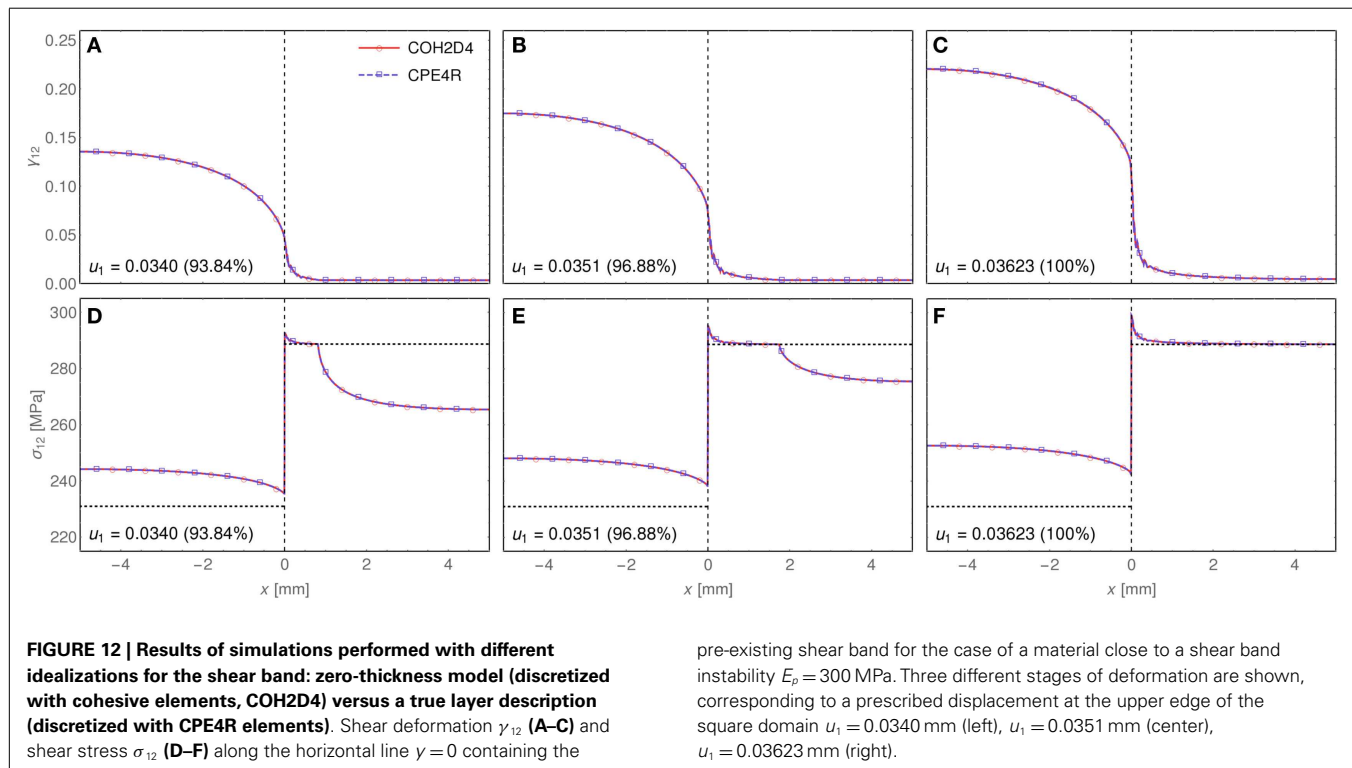 A
COH2D4
CPE4R
B
C
0.25
0.20
0.15
0.10
0.05
0.00
γ₁₂
u₁ = 0.0340 (93.84%)
u₁ = 0.0351 (96.88%)
u₁ = 0.03623 (100%)
D
E
F
300
280
260
240
220
σ₁₂ [MPa]
u₁ = 0.0340 (93.84%)
u₁ = 0.0351 (96.88%)
u₁ = 0.03623 (100%)
−4 −2 0 2 4
−4 −2 0 2 4
−4 −2 0 2 4
x [mm]
x [mm]
x [mm]
FIGURE 12 | Results of simulations performed with different
idealizations for the shear band: zero-thickness model (discretized
with cohesive elements, COH2D4) versus a true layer description
(discretized with CPE4R elements). Shear deformation γ₁₂ (A–C) and
shear stress σ₁₂ (D–F) along the horizontal line y = 0 containing the
pre-existing shear band for the case of a material close to a shear band
instability Eₚ = 300 MPa. Three different stages of deformation are shown,
corresponding to a prescribed displacement at the upper edge of the
square domain u₁ = 0.0340 mm (left), u₁ = 0.0351 mm (center),
u₁ = 0.03623 mm (right).